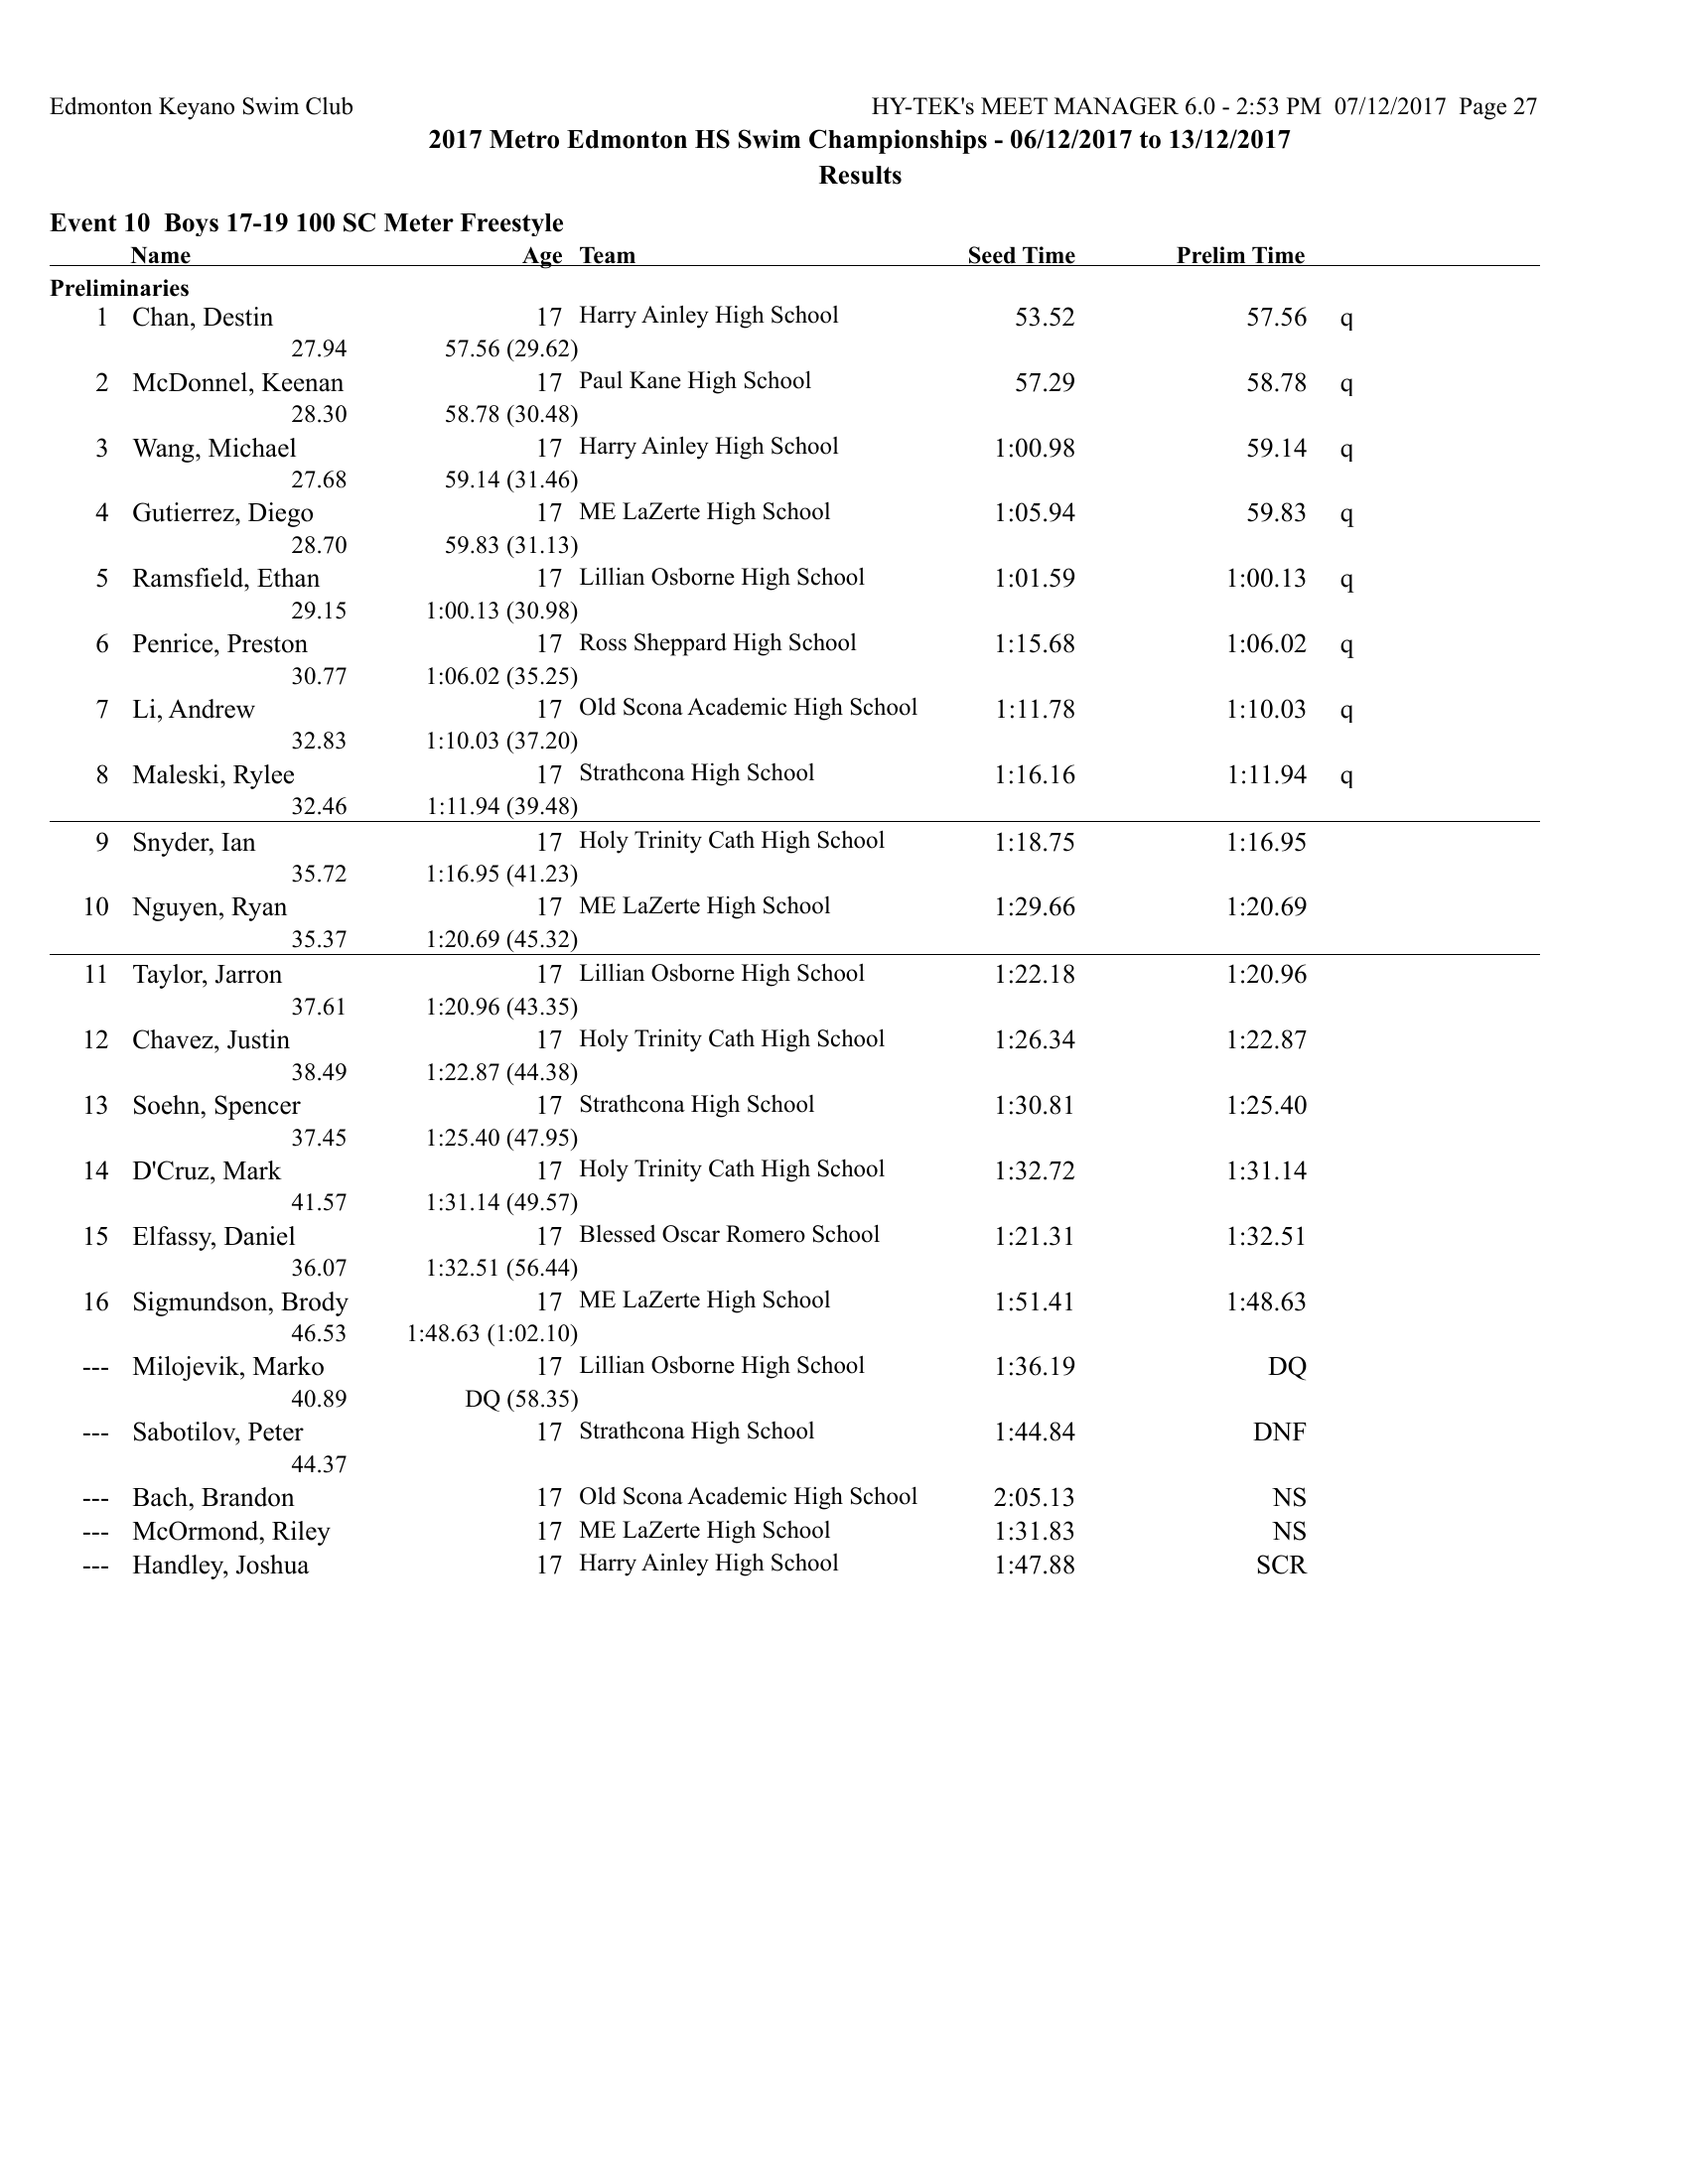 Edmonton Keyano Swim Club HY-TEK's MEET MANAGER 6.0 - 2:53 PM 07/12/2017 Page 27
2017 Metro Edmonton HS Swim Championships - 06/12/2017 to 13/12/2017
Results
Event 10 Boys 17-19 100 SC Meter Freestyle
Name Age Team Seed Time Prelim Time
Preliminaries
1 Chan, Destin 17 Harry Ainley High School 53.52 57.56 q
27.94 57.56 (29.62)
2 McDonnel, Keenan 17 Paul Kane High School 57.29 58.78 q
28.30 58.78 (30.48)
3 Wang, Michael 17 Harry Ainley High School 1:00.98 59.14 q
27.68 59.14 (31.46)
4 Gutierrez, Diego 17 ME LaZerte High School 1:05.94 59.83 q
28.70 59.83 (31.13)
5 Ramsfield, Ethan 17 Lillian Osborne High School 1:01.59 1:00.13 q
29.15 1:00.13 (30.98)
6 Penrice, Preston 17 Ross Sheppard High School 1:15.68 1:06.02 q
30.77 1:06.02 (35.25)
7 Li, Andrew 17 Old Scona Academic High School 1:11.78 1:10.03 q
32.83 1:10.03 (37.20)
8 Maleski, Rylee 17 Strathcona High School 1:16.16 1:11.94 q
32.46 1:11.94 (39.48)
9 Snyder, Ian 17 Holy Trinity Cath High School 1:18.75 1:16.95
35.72 1:16.95 (41.23)
10 Nguyen, Ryan 17 ME LaZerte High School 1:29.66 1:20.69
35.37 1:20.69 (45.32)
11 Taylor, Jarron 17 Lillian Osborne High School 1:22.18 1:20.96
37.61 1:20.96 (43.35)
12 Chavez, Justin 17 Holy Trinity Cath High School 1:26.34 1:22.87
38.49 1:22.87 (44.38)
13 Soehn, Spencer 17 Strathcona High School 1:30.81 1:25.40
37.45 1:25.40 (47.95)
14 D'Cruz, Mark 17 Holy Trinity Cath High School 1:32.72 1:31.14
41.57 1:31.14 (49.57)
15 Elfassy, Daniel 17 Blessed Oscar Romero School 1:21.31 1:32.51
36.07 1:32.51 (56.44)
16 Sigmundson, Brody 17 ME LaZerte High School 1:51.41 1:48.63
46.53 1:48.63 (1:02.10)
--- Milojevik, Marko 17 Lillian Osborne High School 1:36.19 DQ
40.89 DQ (58.35)
--- Sabotilov, Peter 17 Strathcona High School 1:44.84 DNF
44.37
--- Bach, Brandon 17 Old Scona Academic High School 2:05.13 NS
--- McOrmond, Riley 17 ME LaZerte High School 1:31.83 NS
--- Handley, Joshua 17 Harry Ainley High School 1:47.88 SCR